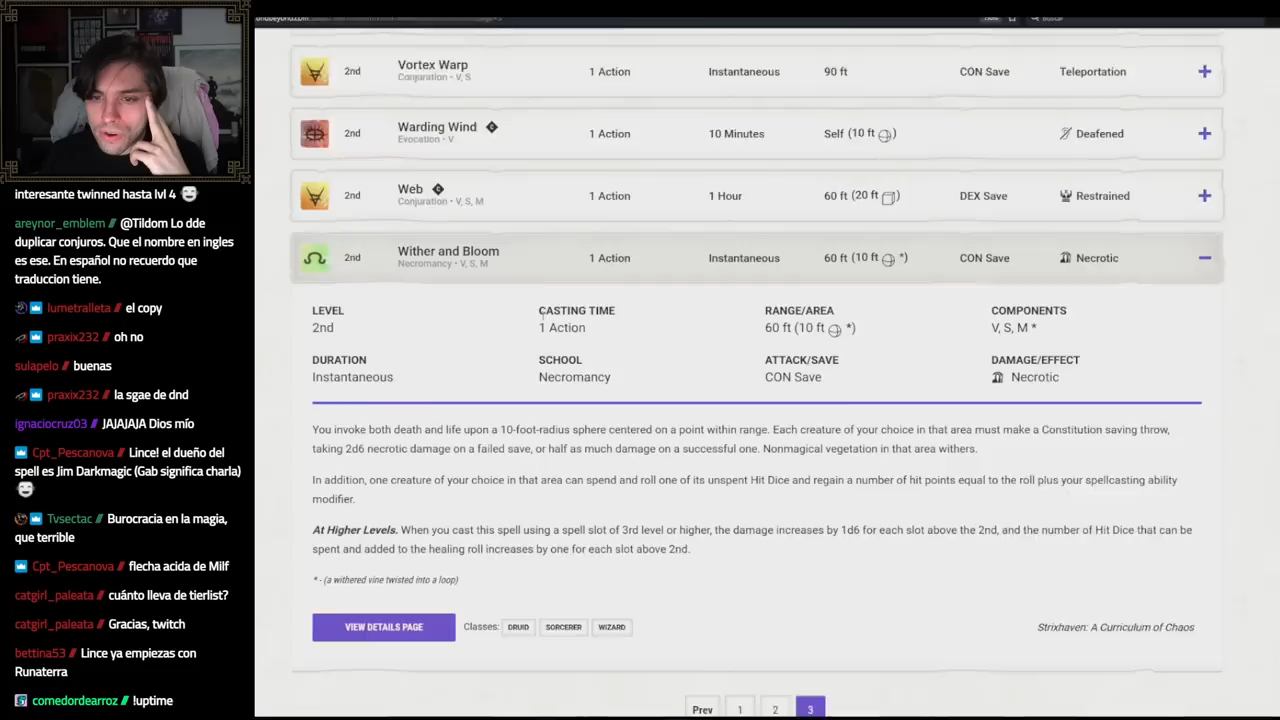 interesante twinned hasta lvl 4
areynor_emblem // @Tildom Lo dde
duplicar conjuros. Que el nombre en ingles
es ese. En español no recuerdo que
traduccion tiene.
lumetralleta // el copy
praxix232 // oh no
sulapelo // buenas
praxix232 // la sgae de dnd
ignaciocruz03 // JAJAJAJA Dios mío
Cpt_Pescanova // Lince! el dueño del
spell es Jim Darkmagic (Gab significa charla)
Tvsectac // Burocracia en la magia,
que terrible
Cpt_Pescanova // flecha acida de Milf
catgirl_paleata // cuánto lleva de tierlist?
catgirl_paleata // Gracias, twitch
bettina53 // Lince ya empiezas con
Runaterra
comedordearroz // !uptime
2nd Vortex Warp 1 Action Instantaneous 90 ft CON Save Teleportation +
Conjuration • V, S
2nd Warding Wind 1 Action 10 Minutes Self (10 ft ) Deafened +
Evocation • V
2nd Web 1 Action 1 Hour 60 ft (20 ft ) DEX Save Restrained +
Conjuration • V, S, M
2nd Wither and Bloom 1 Action Instantaneous 60 ft (10 ft *) CON Save Necrotic −
Necromancy • V, S, M
LEVEL CASTING TIME RANGE/AREA COMPONENTS
2nd 1 Action 60 ft (10 ft *) V, S, M *
DURATION SCHOOL ATTACK/SAVE DAMAGE/EFFECT
Instantaneous Necromancy CON Save Necrotic
You invoke both death and life upon a 10-foot-radius sphere centered on a point within range. Each creature of your choice in that area must make a Constitution saving throw,
taking 2d6 necrotic damage on a failed save, or half as much damage on a successful one. Nonmagical vegetation in that area withers.
In addition, one creature of your choice in that area can spend and roll one of its unspent Hit Dice and regain a number of hit points equal to the roll plus your spellcasting ability
modifier.
At Higher Levels. When you cast this spell using a spell slot of 3rd level or higher, the damage increases by 1d6 for each slot above the 2nd, and the number of Hit Dice that can be
spent and added to the healing roll increases by one for each slot above 2nd.
* - (a withered vine twisted into a loop)
VIEW DETAILS PAGE Classes: DRUID SORCERER WIZARD Strixhaven: A Curriculum of Chaos
Prev 1 2 3